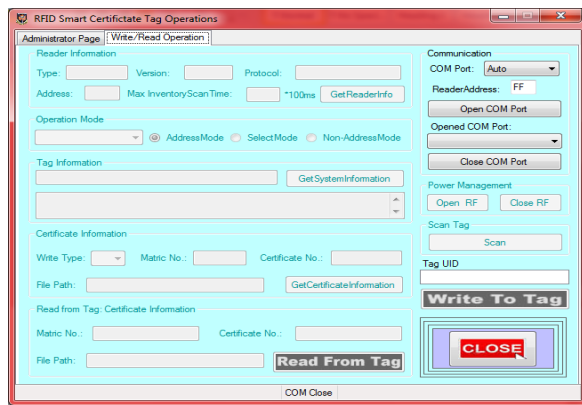 RFID Smart Certifictate Tag Operations
Administrator Page Write/Read Operation
Reader Information
Type: Version: Protocol:
Address: Max InventoryScanTime: *100ms GetReaderInfo
Operation Mode
AddressMode SelectMode Non-AddressMode
Tag Information
GetSystemInformation
Certificate Information
Write Type: Matric No.: Certificate No.:
File Path: GetCertificateInformation
Read from Tag: Certificate Information
Matric No.: Certificate No.:
File Path: Read From Tag
Communication
COM Port: Auto
ReaderAddress: FF
Open COM Port
Opened COM Port:
Close COM Port
Power Management
Open RF Close RF
Scan Tag
Scan
Tag UID
Write To Tag
CLOSE
COM Close